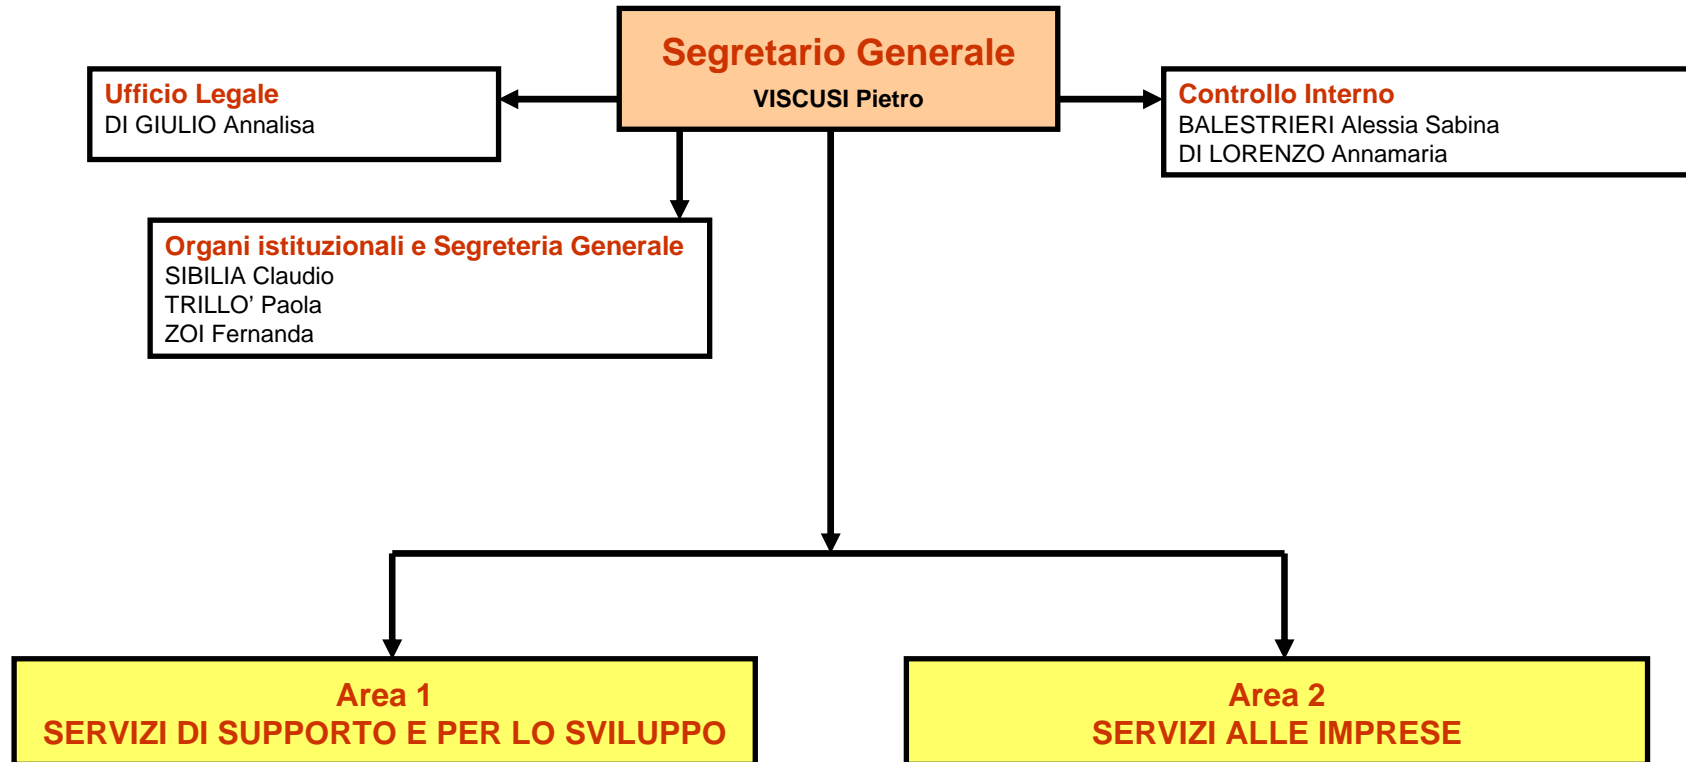 Segretario Generale
VISCUSI Pietro
Ufficio Legale
DI GIULIO Annalisa
Controllo Interno
BALESTRIERI Alessia Sabina
DI LORENZO Annamaria
Organi istituzionali e Segreteria Generale
SIBILIA Claudio
TRILLO’ Paola
ZOI Fernanda
Area 1
SERVIZI DI SUPPORTO E PER LO SVILUPPO
Area 2
SERVIZI ALLE IMPRESE